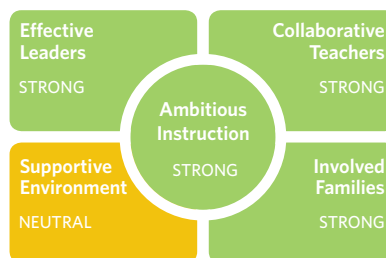 Effective
Leaders
STRONG
Collaborative
Teachers
STRONG
Ambitious
Instruction
STRONG
Supportive
Environment
NEUTRAL
Involved
Families
STRONG